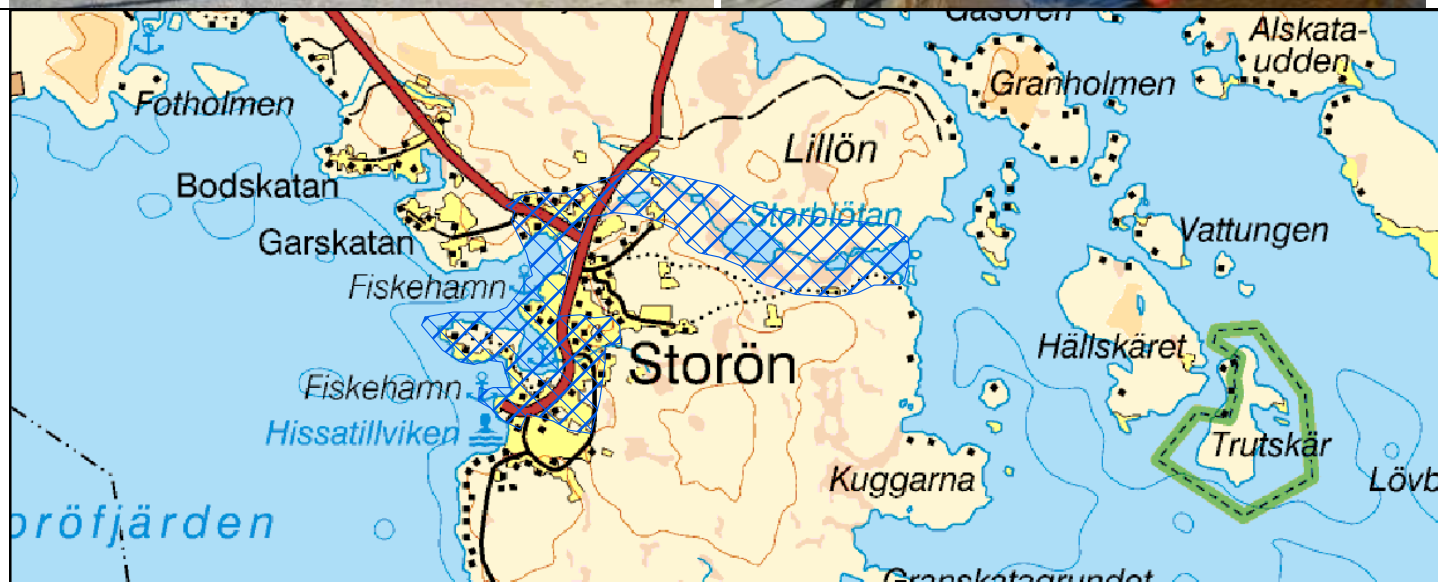 Gåsören
Alskata-
udden
Fotholmen
Granholmen
Lillön
Bodskatan
Storblötan
Vattungen
Garskatan
Fiskehamn
Hällskäret
Storön
Fiskehamn
Hissatillviken
Trutskär
Kuggarna
Lövb
oröfjärden
Granskatagrundet